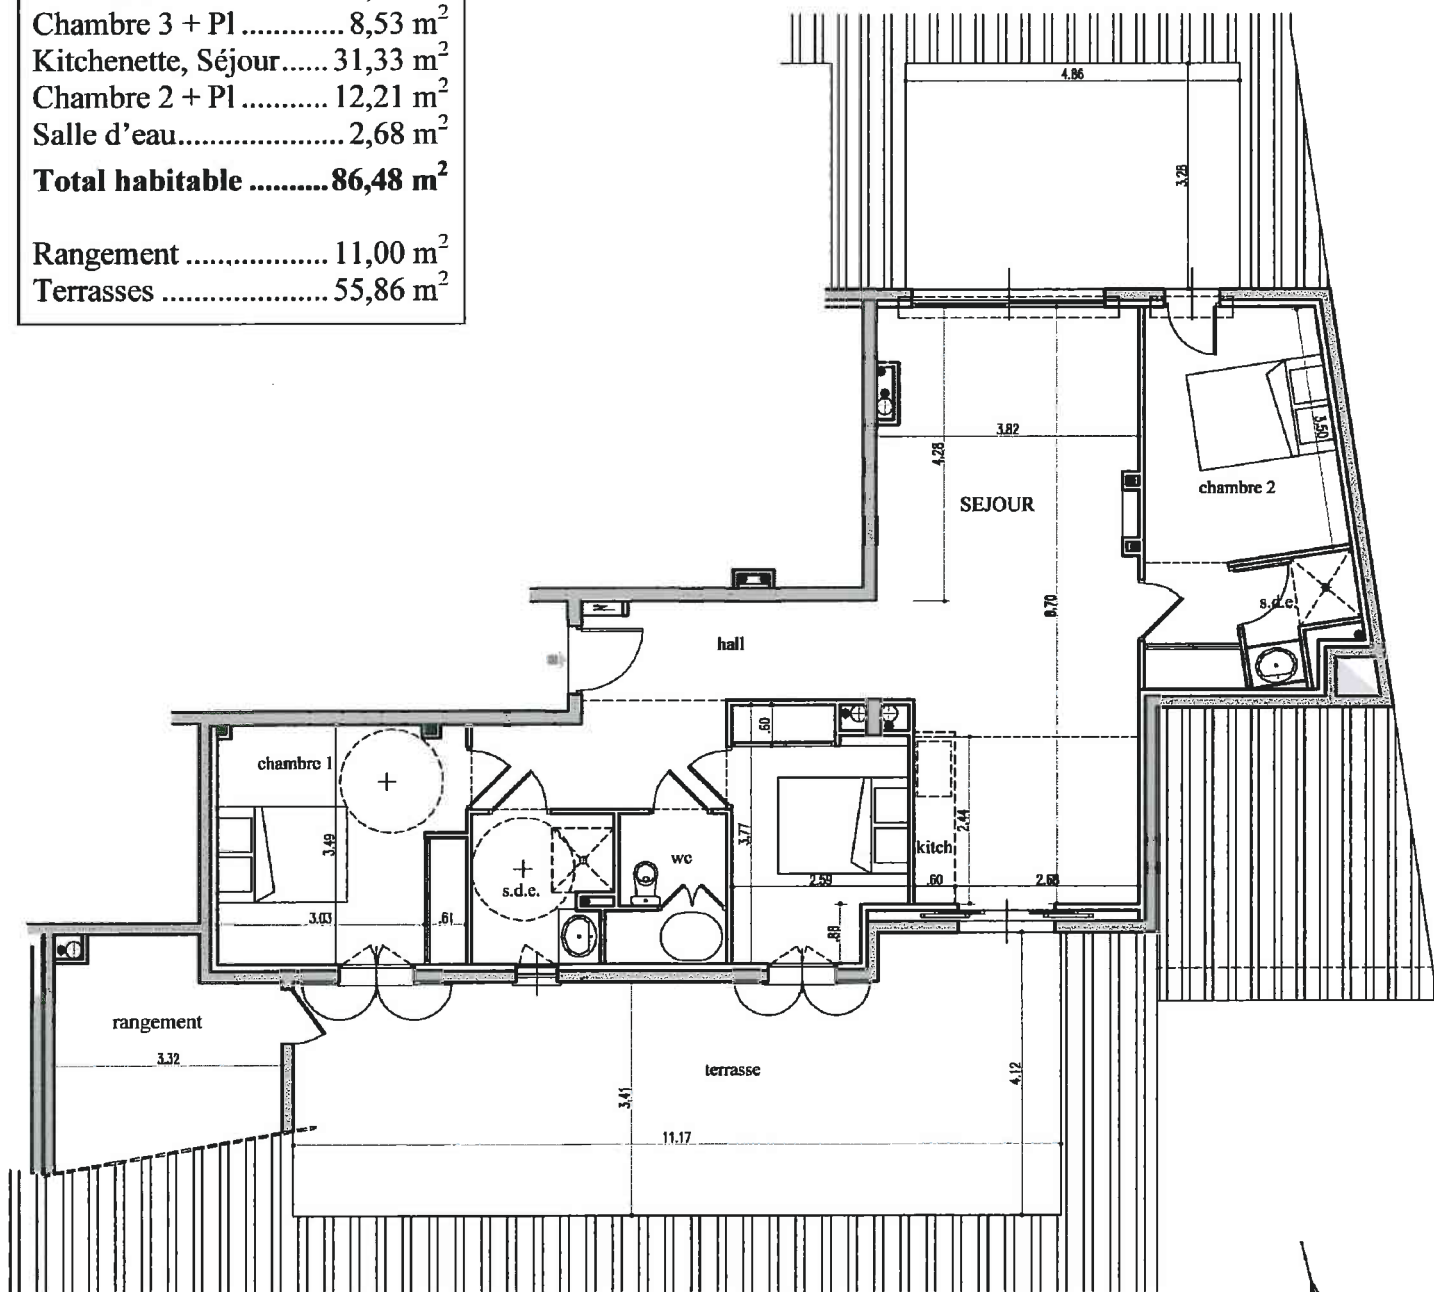 Chambre 3 + Pl .............. 8,53 m²
Kitchenette, Séjour...... 31,33 m²
Chambre 2 + Pl ........... 12,21 m²
Salle d'eau..................... 2,68 m²
Total habitable .......... 86,48 m²
Rangement ................... 11,00 m²
Terrasses ...................... 55,86 m²
4.86
3.28
3.82
4.28
3.50
chambre 2
SEJOUR
8.70
s.d.e.
hall
.60
chambre 1
3.49
3.77
2.44
wc
kitch
s.d.e.
2.59
.60
2.68
3.03
.61
.88
rangement
3.32
terrasse
3.41
4.12
11.17